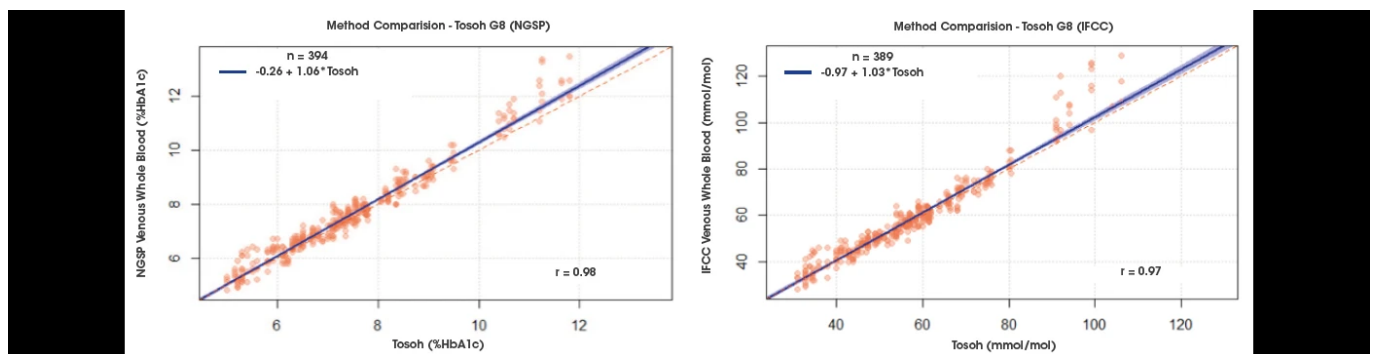 Method Comparision - Tosoh G8 (NGSP)
n = 394
-0.26 + 1.06*Tosoh
NGSP Venous Whole Blood (%HbA1c)
12
10
8
6
r = 0.98
6 8 10 12
Tosoh (%HbA1c)
Method Comparision - Tosoh G8 (IFCC)
n = 389
-0.97 + 1.03*Tosoh
IFCC Venous Whole Blood (mmol/mol)
120
100
80
60
40
r = 0.97
40 60 80 100 120
Tosoh (mmol/mol)